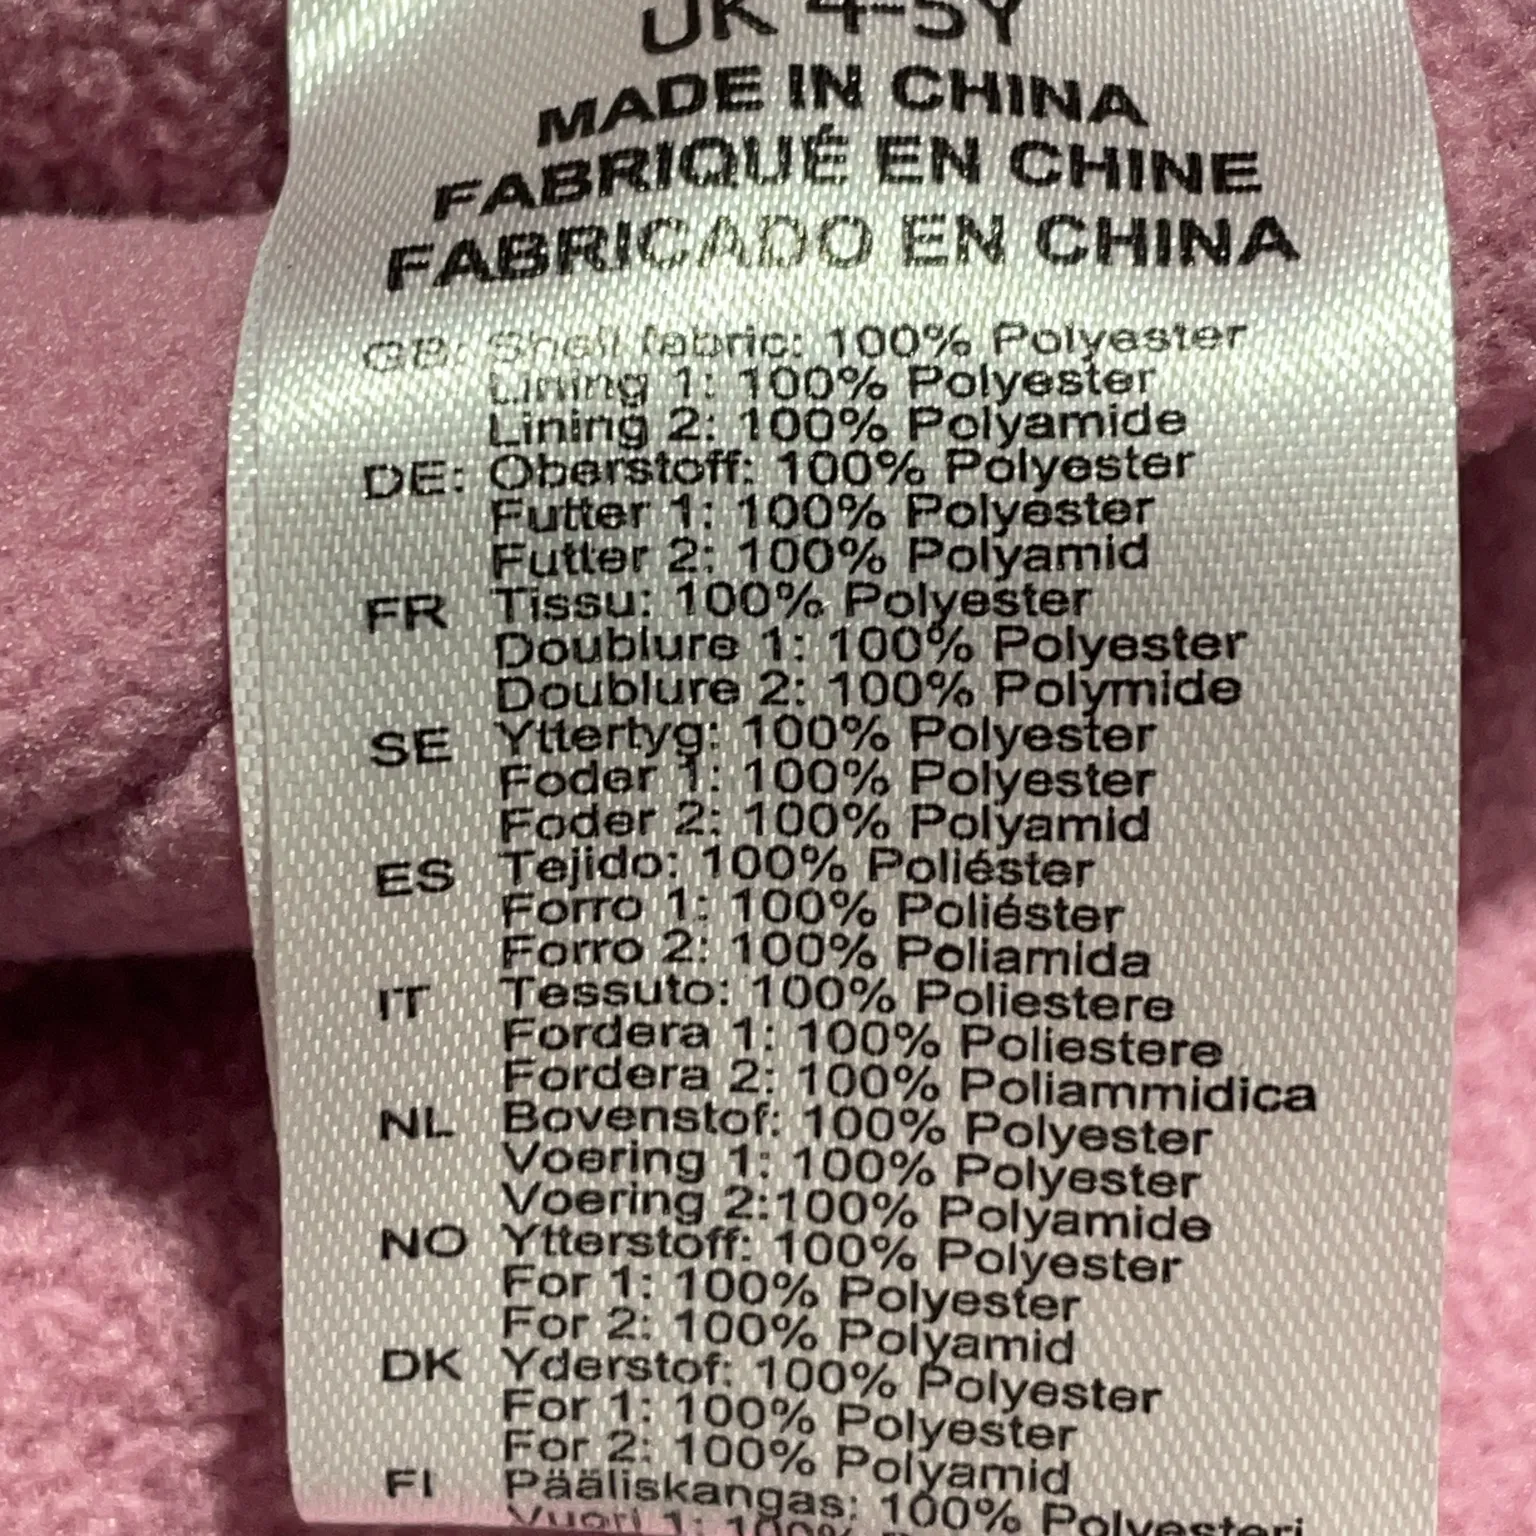 UK 4-5Y
MADE IN CHINA
FABRIQUÉ EN CHINE
FABRICADO EN CHINA
GB: Shell fabric: 100% Polyester
Lining 1: 100% Polyester
Lining 2: 100% Polyamide
DE: Oberstoff: 100% Polyester
Futter 1: 100% Polyester
Futter 2: 100% Polyamid
FR Tissu: 100% Polyester
Doublure 1: 100% Polyester
Doublure 2: 100% Polymide
SE Yttertyg: 100% Polyester
Foder 1: 100% Polyester
Foder 2: 100% Polyamid
ES Tejido: 100% Poliéster
Forro 1: 100% Poliéster
Forro 2: 100% Poliamida
IT Tessuto: 100% Poliestere
Fordera 1: 100% Poliestere
Fordera 2: 100% Poliammidica
NL Bovenstof: 100% Polyester
Voering 1: 100% Polyester
Voering 2:100% Polyamide
NO Ytterstoff: 100% Polyester
For 1: 100% Polyester
For 2: 100% Polyamid
DK Yderstof: 100% Polyester
For 1: 100% Polyester
For 2: 100% Polyamid
FI Pääliskangas: 100% Polyesteri
Vuori 1: 100%